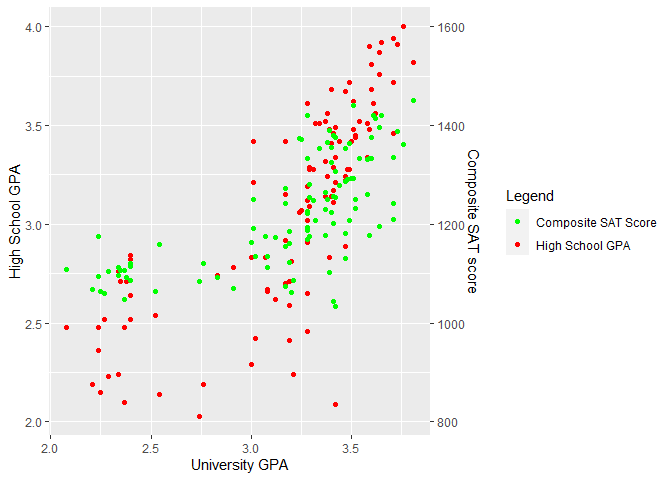 4.0
3.5
3.0
2.5
2.0
High School GPA
2.0
2.5
3.0
3.5
University GPA
1600
1400
1200
1000
800
Composite SAT score
Legend
Composite SAT Score
High School GPA